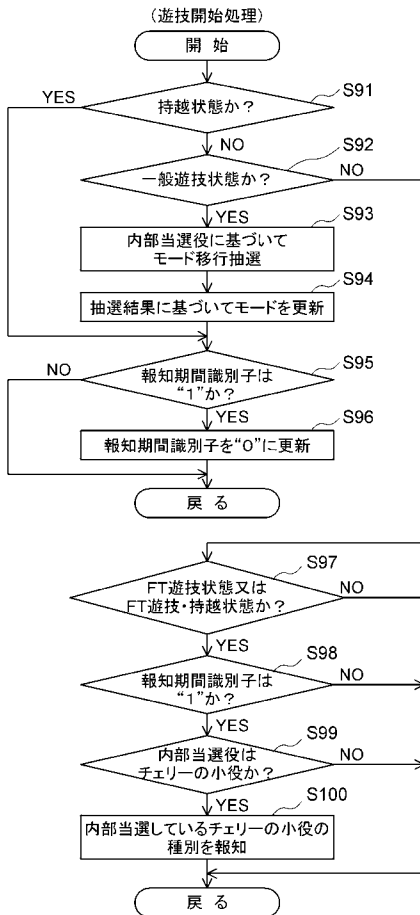 (遊技開始処理)
開 始
S91
持越状態か?
YES
NO
S92
一般遊技状態か?
NO
YES
S93
内部当選役に基づいて
モード移行抽選
S94
抽選結果に基づいてモードを更新
S95
NO
報知期間識別子は
“1”か?
YES
S96
報知期間識別子を“0”に更新
戻 る
S97
FT遊技状態又は
FT遊技・持越状態か?
NO
YES
S98
報知期間識別子は
“1”か?
NO
YES
S99
内部当選役は
チェリーの小役か?
NO
YES
S100
内部当選しているチェリーの小役の
種別を報知
戻 る